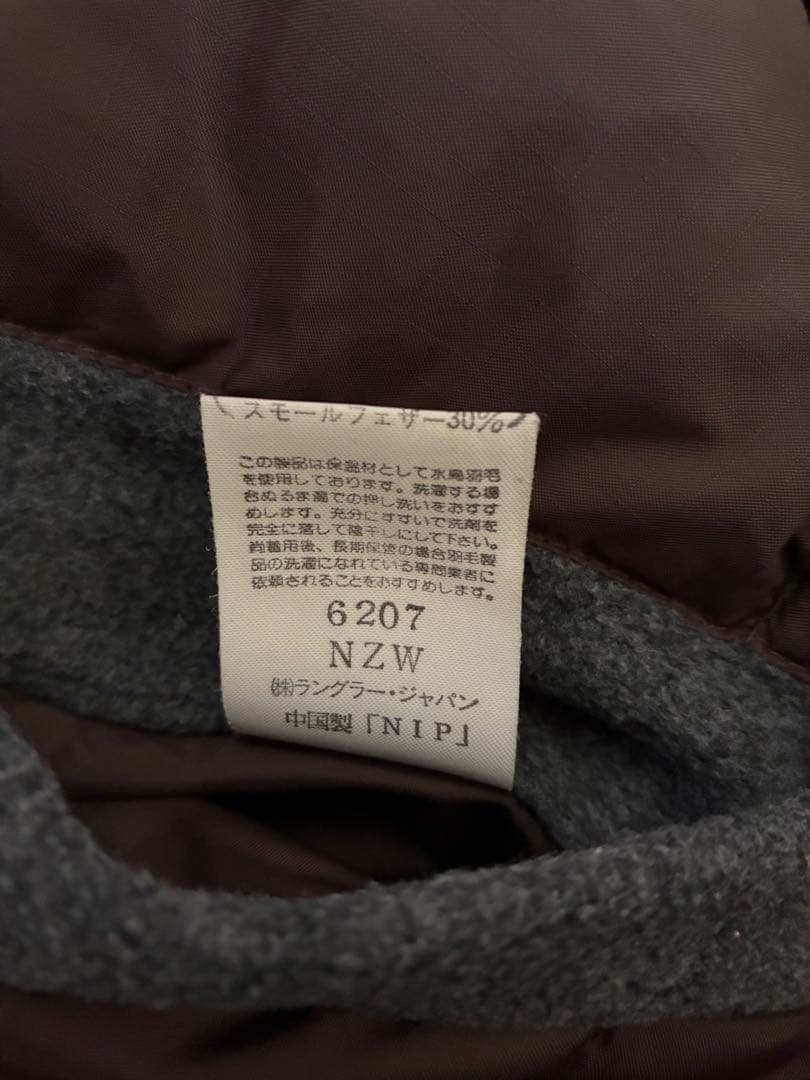 スモールフェザー30%
この製品は保温材として水鳥羽毛
を使用しております。洗濯する場
合ぬるま湯での押し洗いをおすす
めします。充分にすすいで洗剤を
完全に落して陰干しにして下さい。
尚着用後、長期保管の場合羽毛製
品の洗濯になれている専問業者に
依頼されることをおすすめします。
6207
NZW
㈱ラングラー・ジャパン
中国製「NIP」